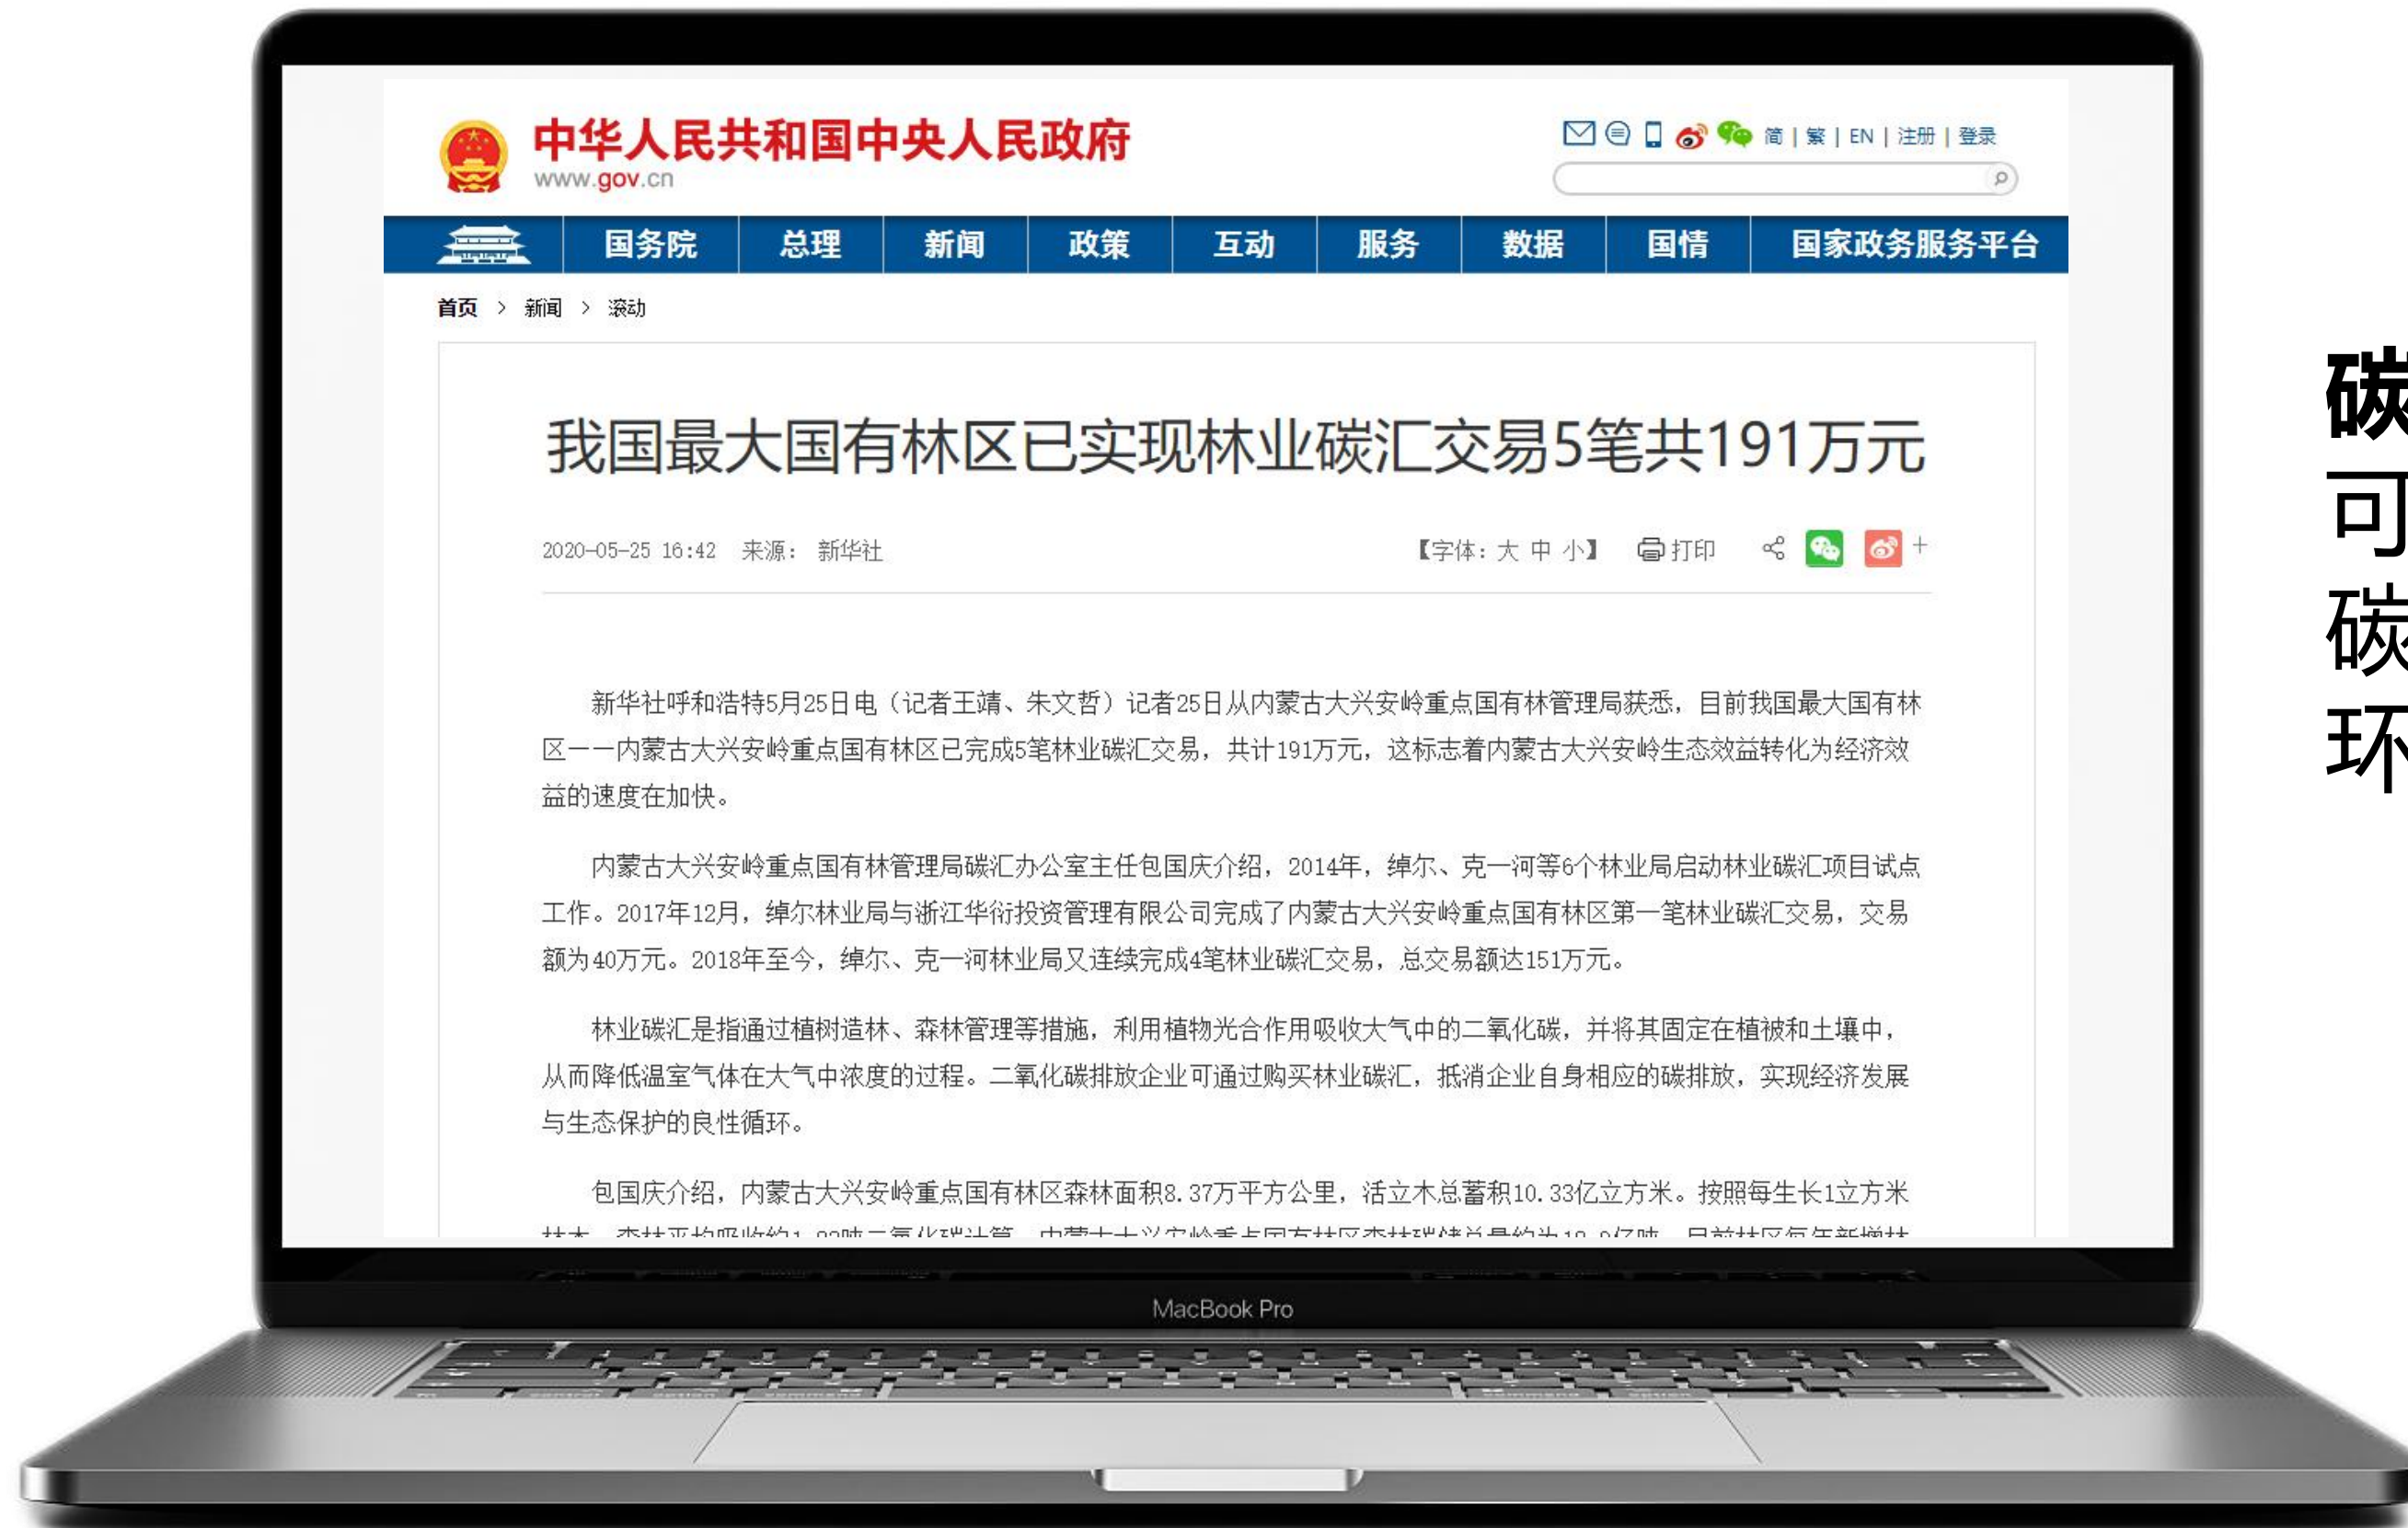 中华人民共和国中央人民政府
www.gov.cn
简 | 繁 | EN | 注册 | 登录
国务院 总理 新闻 政策 互动 服务 数据 国情 国家政务服务平台
首页 > 新闻 > 滚动
我国最大国有林区已实现林业碳汇交易5笔共191万元
2020-05-25 16:42 来源： 新华社
【字体：大 中 小】 打印 +
新华社呼和浩特5月25日电（记者王靖、朱文哲）记者25日从内蒙古大兴安岭重点国有林管理局获悉，目前我国最大国有林
区——内蒙古大兴安岭重点国有林区已完成5笔林业碳汇交易，共计191万元，这标志着内蒙古大兴安岭生态效益转化为经济效
益的速度在加快。
内蒙古大兴安岭重点国有林管理局碳汇办公室主任包国庆介绍，2014年，绰尔、克一河等6个林业局启动林业碳汇项目试点
工作。2017年12月，绰尔林业局与浙江华衍投资管理有限公司完成了内蒙古大兴安岭重点国有林区第一笔林业碳汇交易，交易
额为40万元。2018年至今，绰尔、克一河林业局又连续完成4笔林业碳汇交易，总交易额达151万元。
林业碳汇是指通过植树造林、森林管理等措施，利用植物光合作用吸收大气中的二氧化碳，并将其固定在植被和土壤中，
从而降低温室气体在大气中浓度的过程。二氧化碳排放企业可通过购买林业碳汇，抵消企业自身相应的碳排放，实现经济发展
与生态保护的良性循环。
包国庆介绍，内蒙古大兴安岭重点国有林区森林面积8.37万平方公里，活立木总蓄积10.33亿立方米。按照每生长1立方米
MacBook Pro
碳
可
碳
环